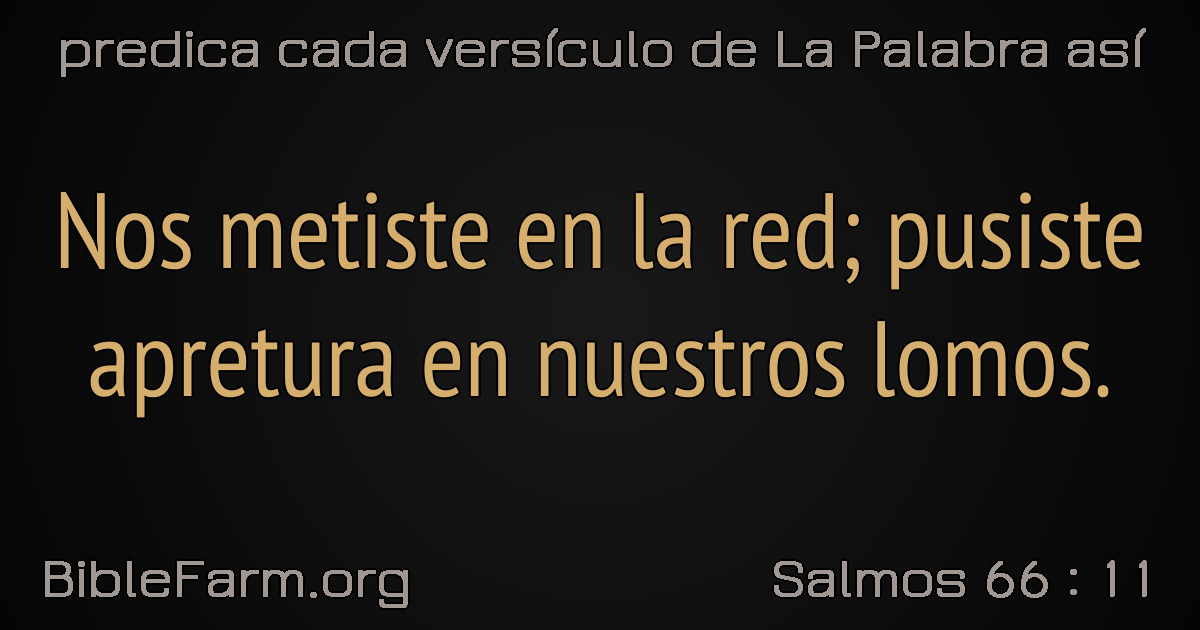 predica cada versículo de La Palabra así
Nos metiste en la red; pusiste
apretura en nuestros lomos.
BibleFarm.org
Salmos 66 : 11